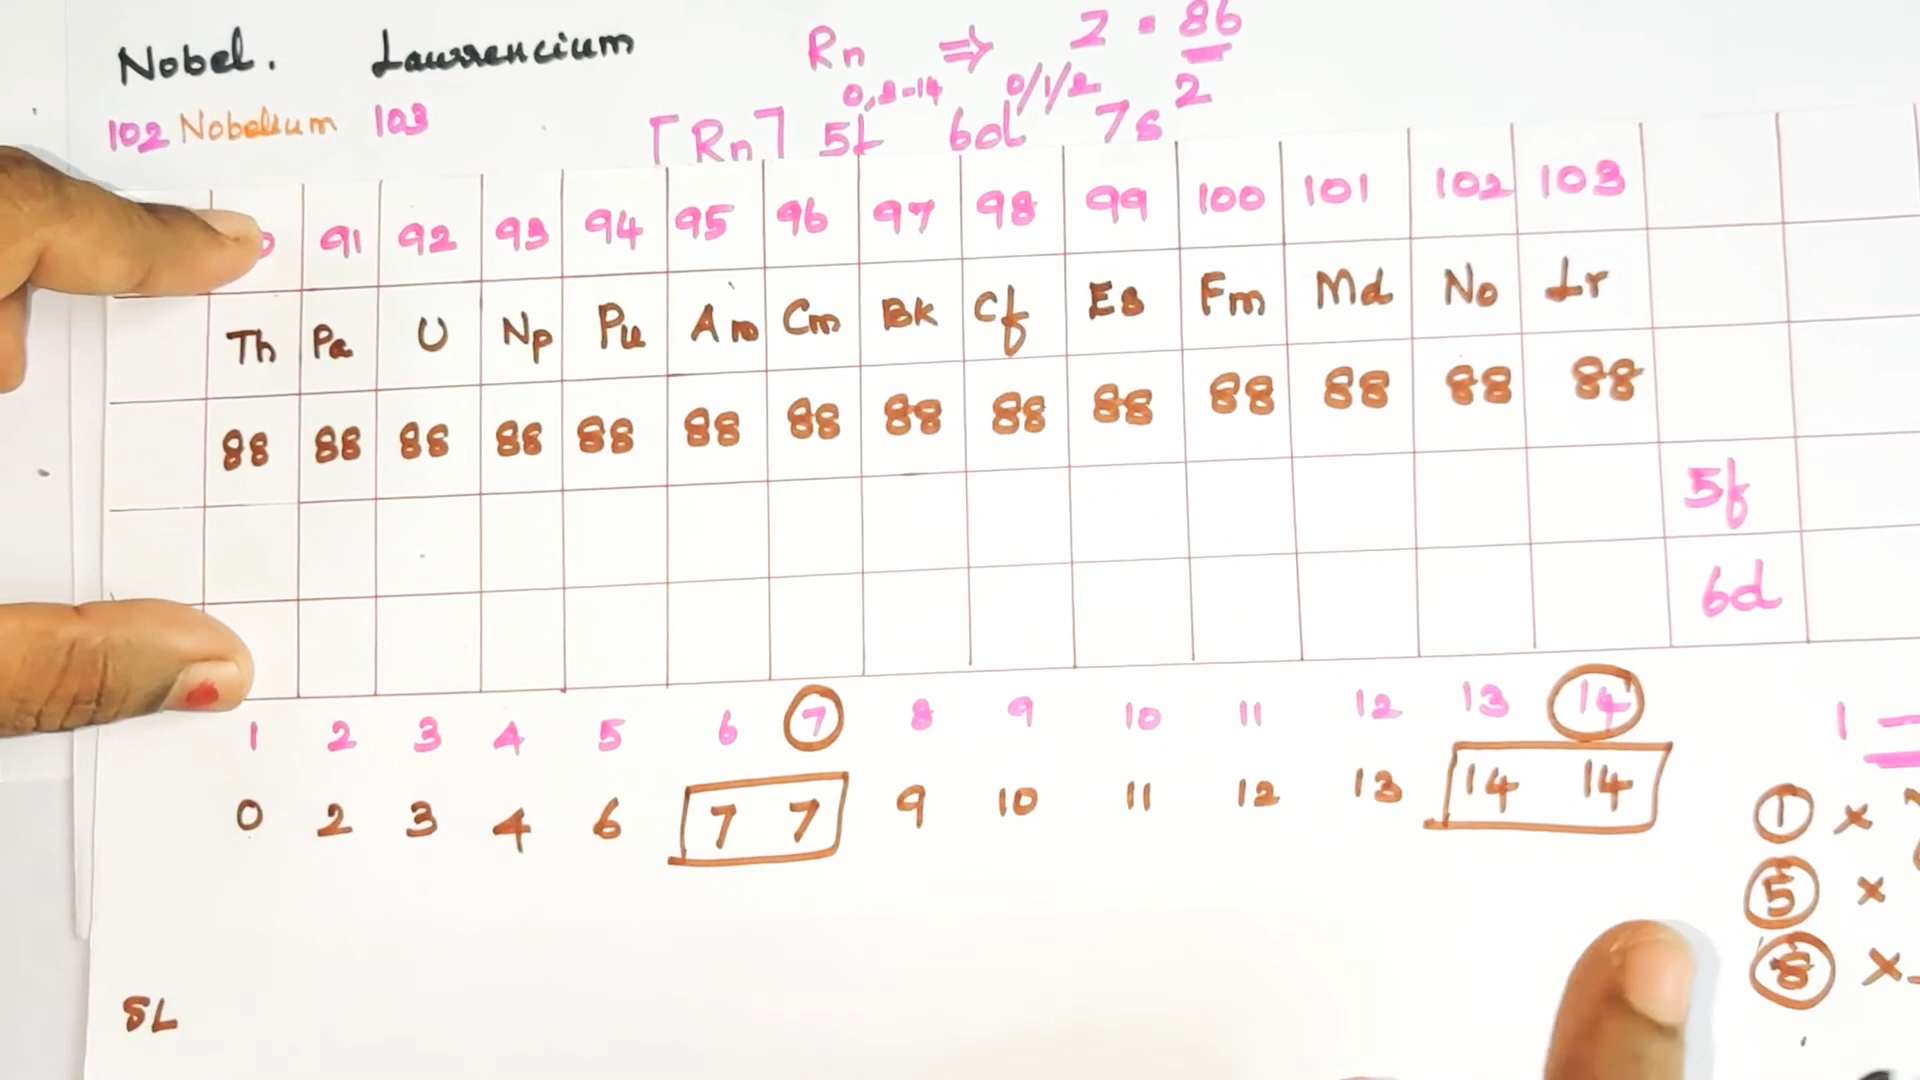 Nobel. Laurrencium
Rn ⇒ Z = 86
102 Nobelium 103
[Rn] 5f 0,2-14 6d 0/1/2 7s 2
91 92 93 94 95 96 97 98 99 100 101 102 103
Th Pa U Np Pu Am Cm Bk Cf Es Fm Md No Lr
88 88 88 88 88 88 88 88 88 88 88 88 88 88
5f
6d
1 2 3 4 5 6 7 8 9 10 11 12 13 14
0 2 3 4 6 7 7 9 10 11 12 13 14 14
1 —
1 x
5 x
8 x
5L